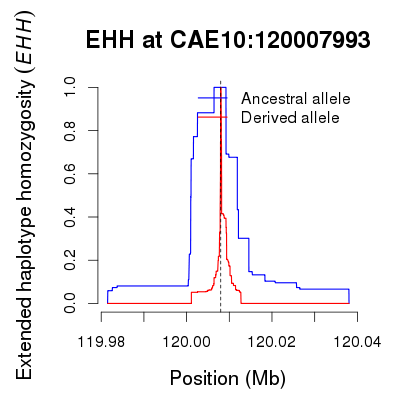 EHH at CAE10:120007993
Extended haplotype homozygosity (EHH)
1.0
0.8
0.6
0.4
0.2
0.0
Ancestral allele
Derived allele
119.98 120.00 120.02 120.04
Position (Mb)